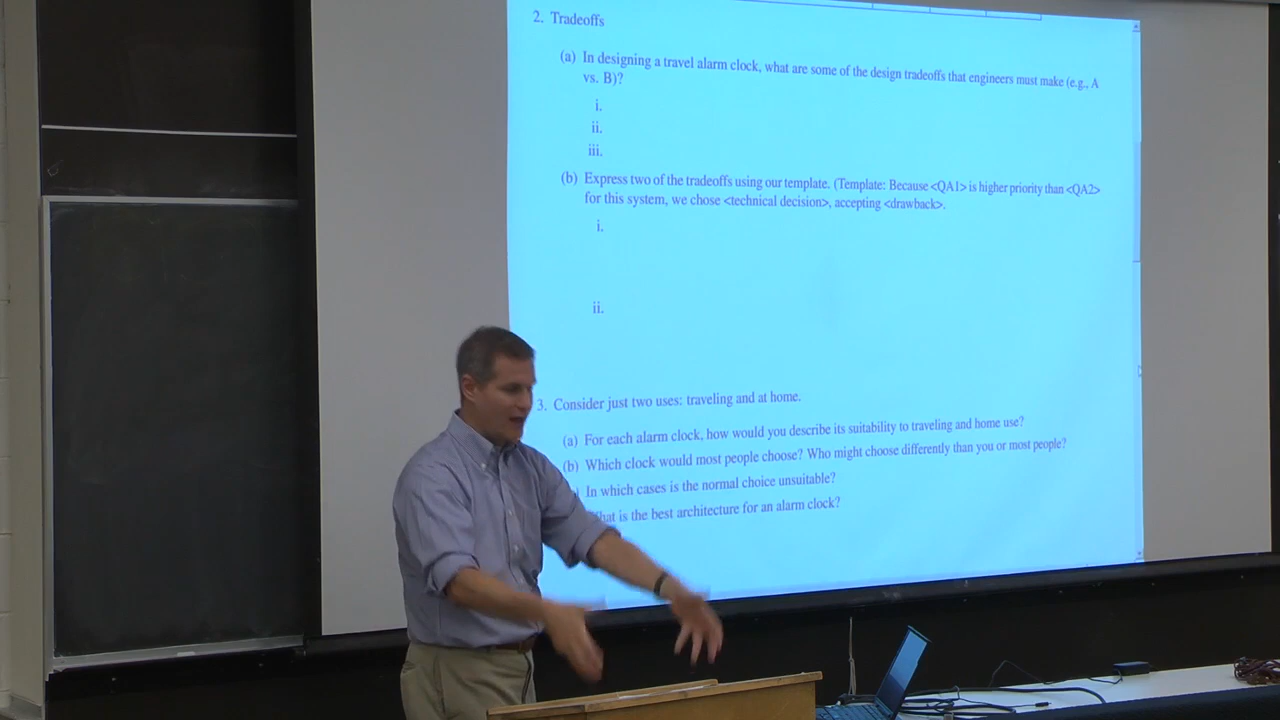 2. Tradeoffs
(a) In designing a travel alarm clock, what are some of the design tradeoffs that engineers must make (e.g., A
vs. B)?
i.
ii.
iii.
(b) Express two of the tradeoffs using our template. (Template: Because <QA1> is higher priority than <QA2>
for this system, we chose <technical decision>, accepting <drawback>.
i.
ii.
3. Consider just two uses: traveling and at home.
(a) For each alarm clock, how would you describe its suitability to traveling and home use?
(b) Which clock would most people choose? Who might choose differently than you or most people?
In which cases is the normal choice unsuitable?
is the best architecture for an alarm clock?